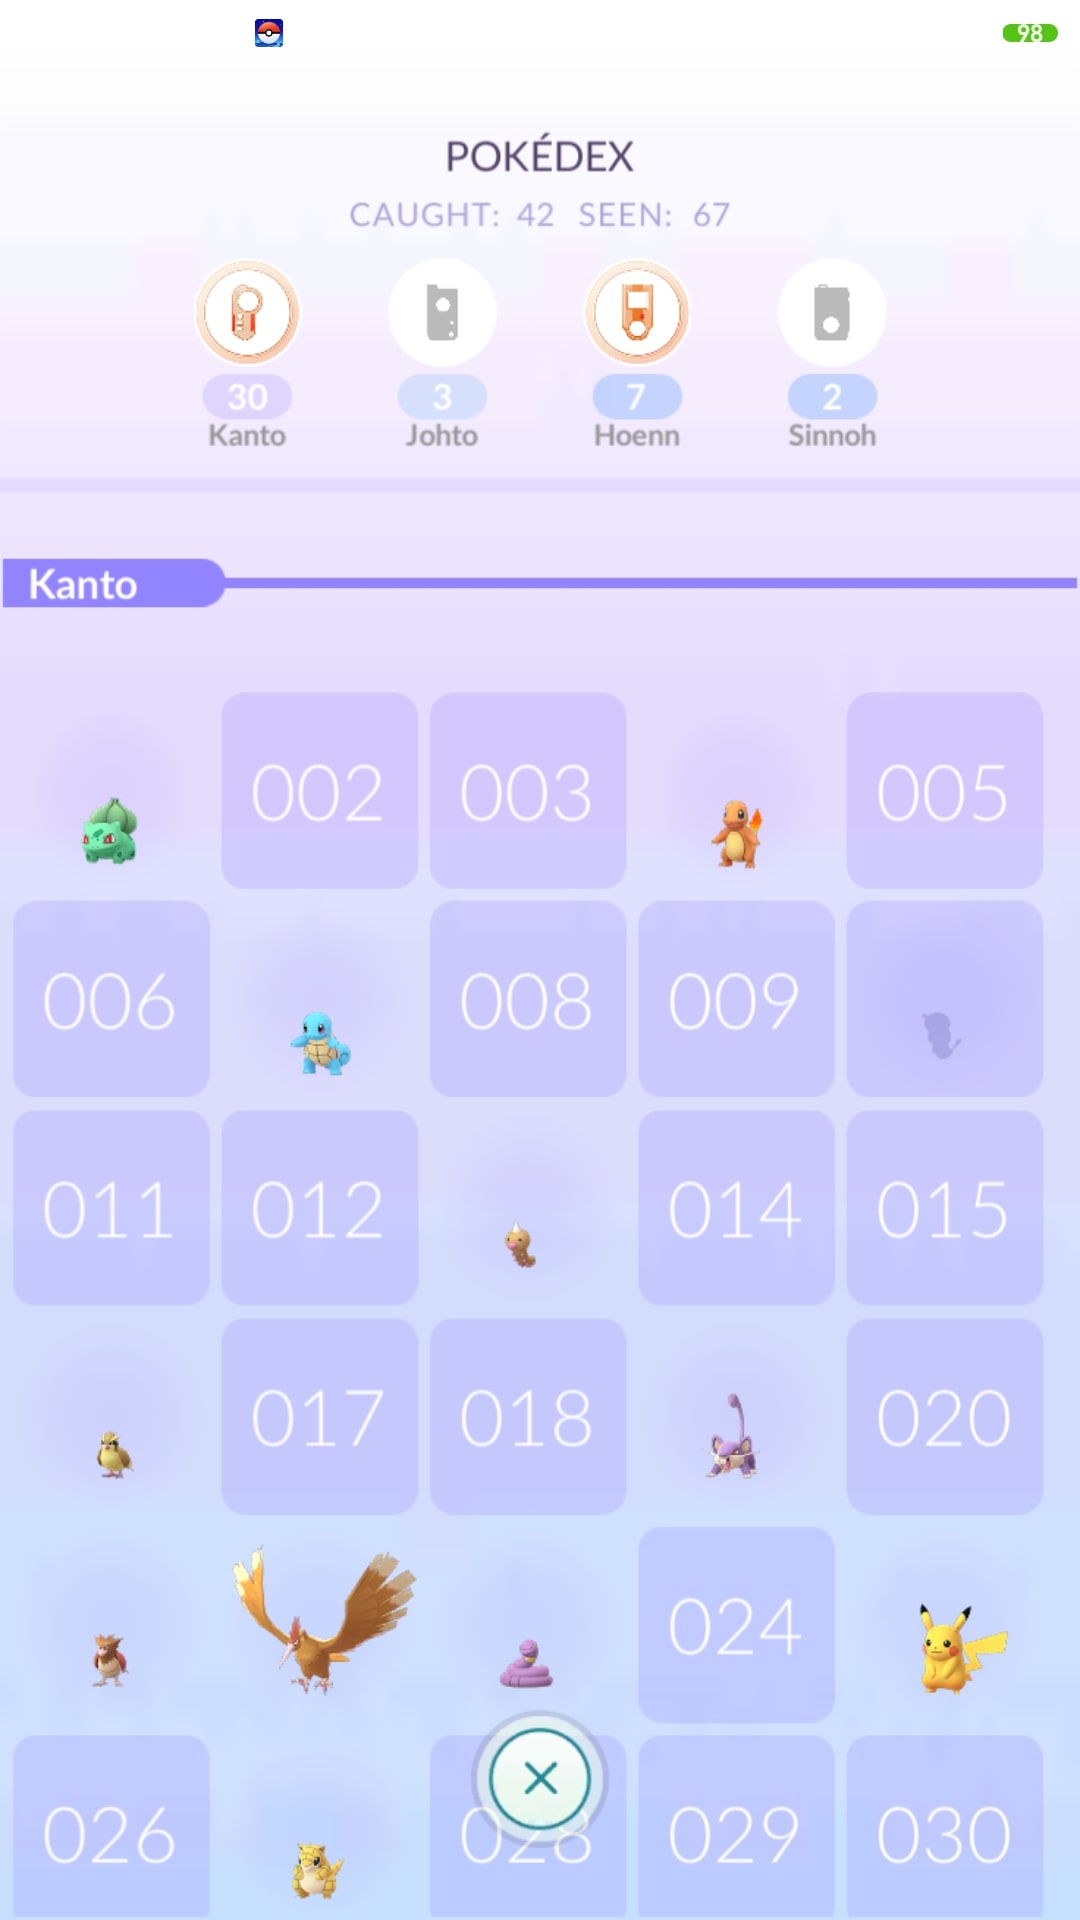 98
POKÉDEX
CAUGHT: 42 SEEN: 67
30 3 7 2
Kanto Johto Hoenn Sinnoh
Kanto
002 003 005
006 008 009
011 012 014 015
017 018 020
024
026 028 029 030